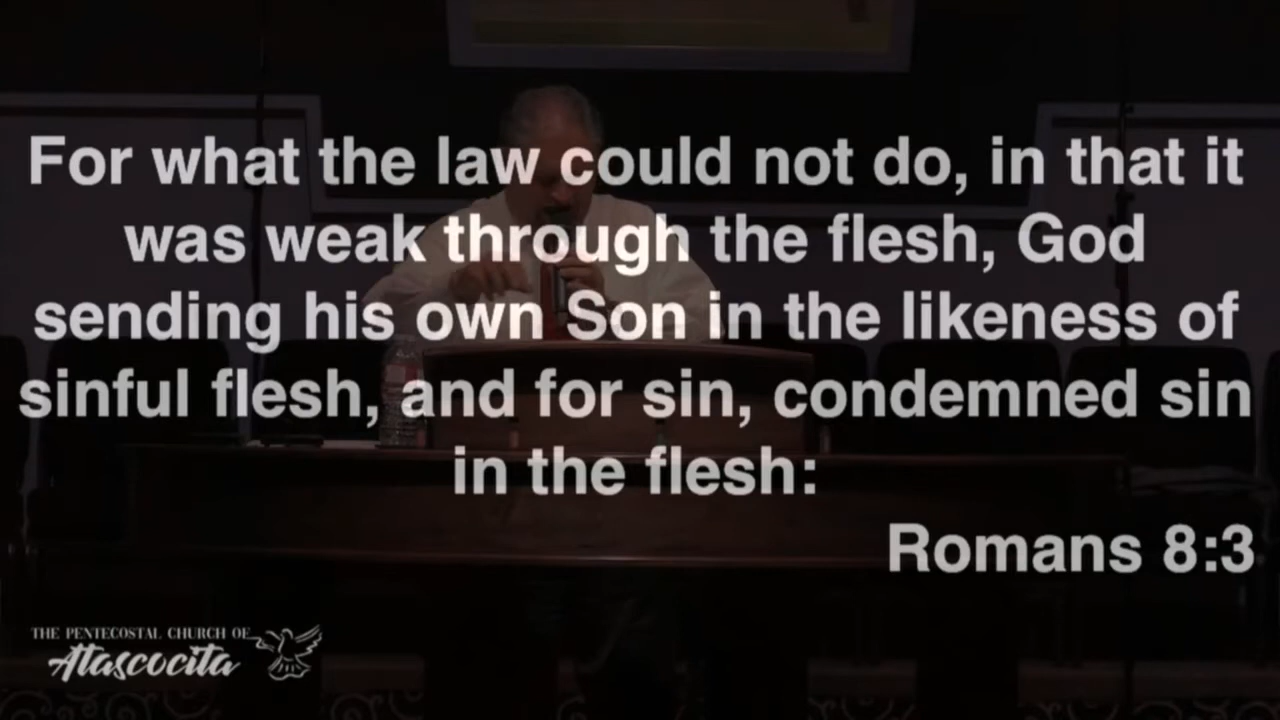 For what the law could not do, in that it
was weak through the flesh, God
sending his own Son in the likeness of
sinful flesh, and for sin, condemned sin
in the flesh:
Romans 8:3
THE PENTECOSTAL CHURCH OF
Atascocita